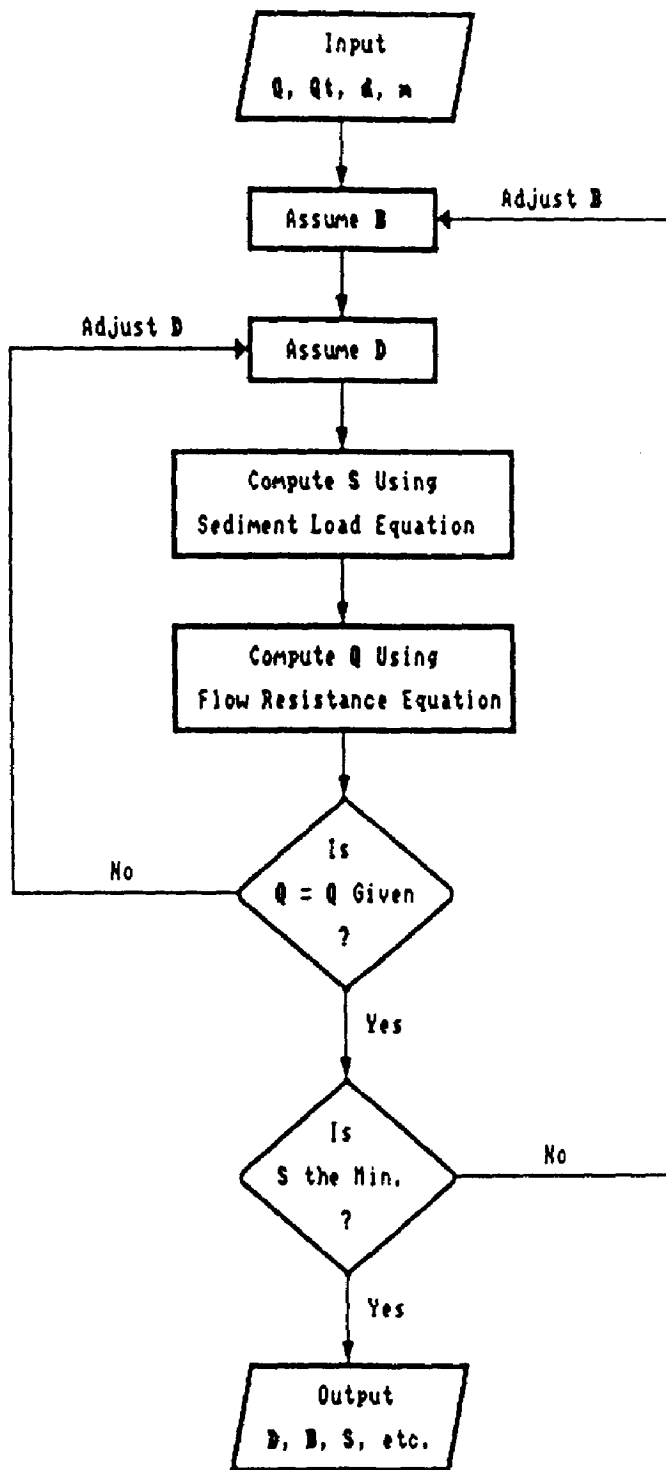 Input
Q, Qt, d, m
Adjust B
Assume B
Adjust D
Assume D
Compute S Using
Sediment Load Equation
Compute Q Using
Flow Resistance Equation
Is
Q = Q Given
?
No
Yes
Is
S the Min.
?
No
Yes
Output
D, B, S, etc.